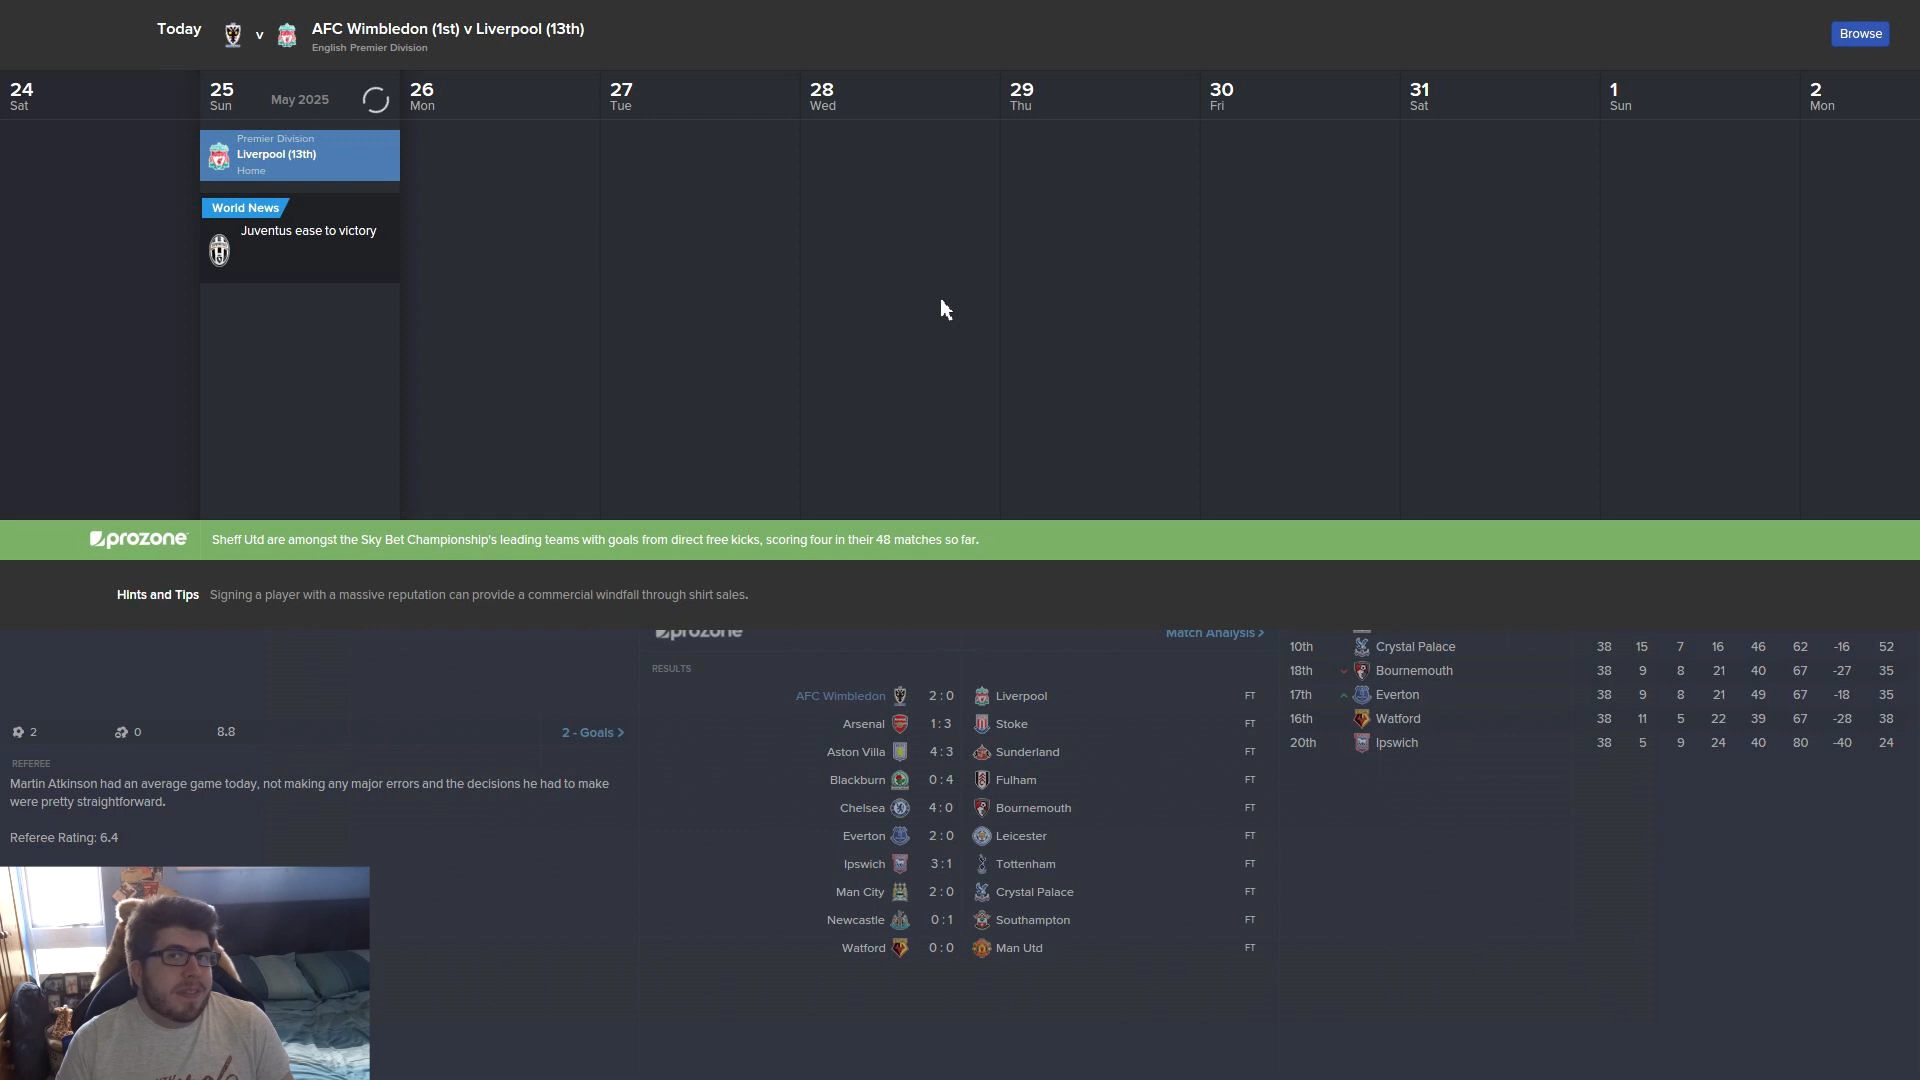 Today
v
AFC Wimbledon (1st) v Liverpool (13th)
English Premier Division
Browse
24 Sat
25 Sun May 2025
26 Mon
27 Tue
28 Wed
29 Thu
30 Fri
31 Sat
1 Sun
2 Mon
Premier Division
Liverpool (13th)
Home
World News
Juventus ease to victory
prozone
Sheff Utd are amongst the Sky Bet Championship's leading teams with goals from direct free kicks, scoring four in their 48 matches so far.
Hints and Tips Signing a player with a massive reputation can provide a commercial windfall through shirt sales.
prozone
Match Analysis >
RESULTS
AFC Wimbledon 2 : 0 Liverpool FT
Arsenal 1 : 3 Stoke FT
Aston Villa 4 : 3 Sunderland FT
Blackburn 0 : 4 Fulham FT
Chelsea 4 : 0 Bournemouth FT
Everton 2 : 0 Leicester FT
Ipswich 3 : 1 Tottenham FT
Man City 2 : 0 Crystal Palace FT
Newcastle 0 : 1 Southampton FT
Watford 0 : 0 Man Utd FT
10th Crystal Palace 38 15 7 16 46 62 -16 52
18th Bournemouth 38 9 8 21 40 67 -27 35
17th Everton 38 9 8 21 49 67 -18 35
16th Watford 38 11 5 22 39 67 -28 38
20th Ipswich 38 5 9 24 40 80 -40 24
2 0 8.8 2 - Goals >
REFEREE
Martin Atkinson had an average game today, not making any major errors and the decisions he had to make
were pretty straightforward.
Referee Rating: 6.4